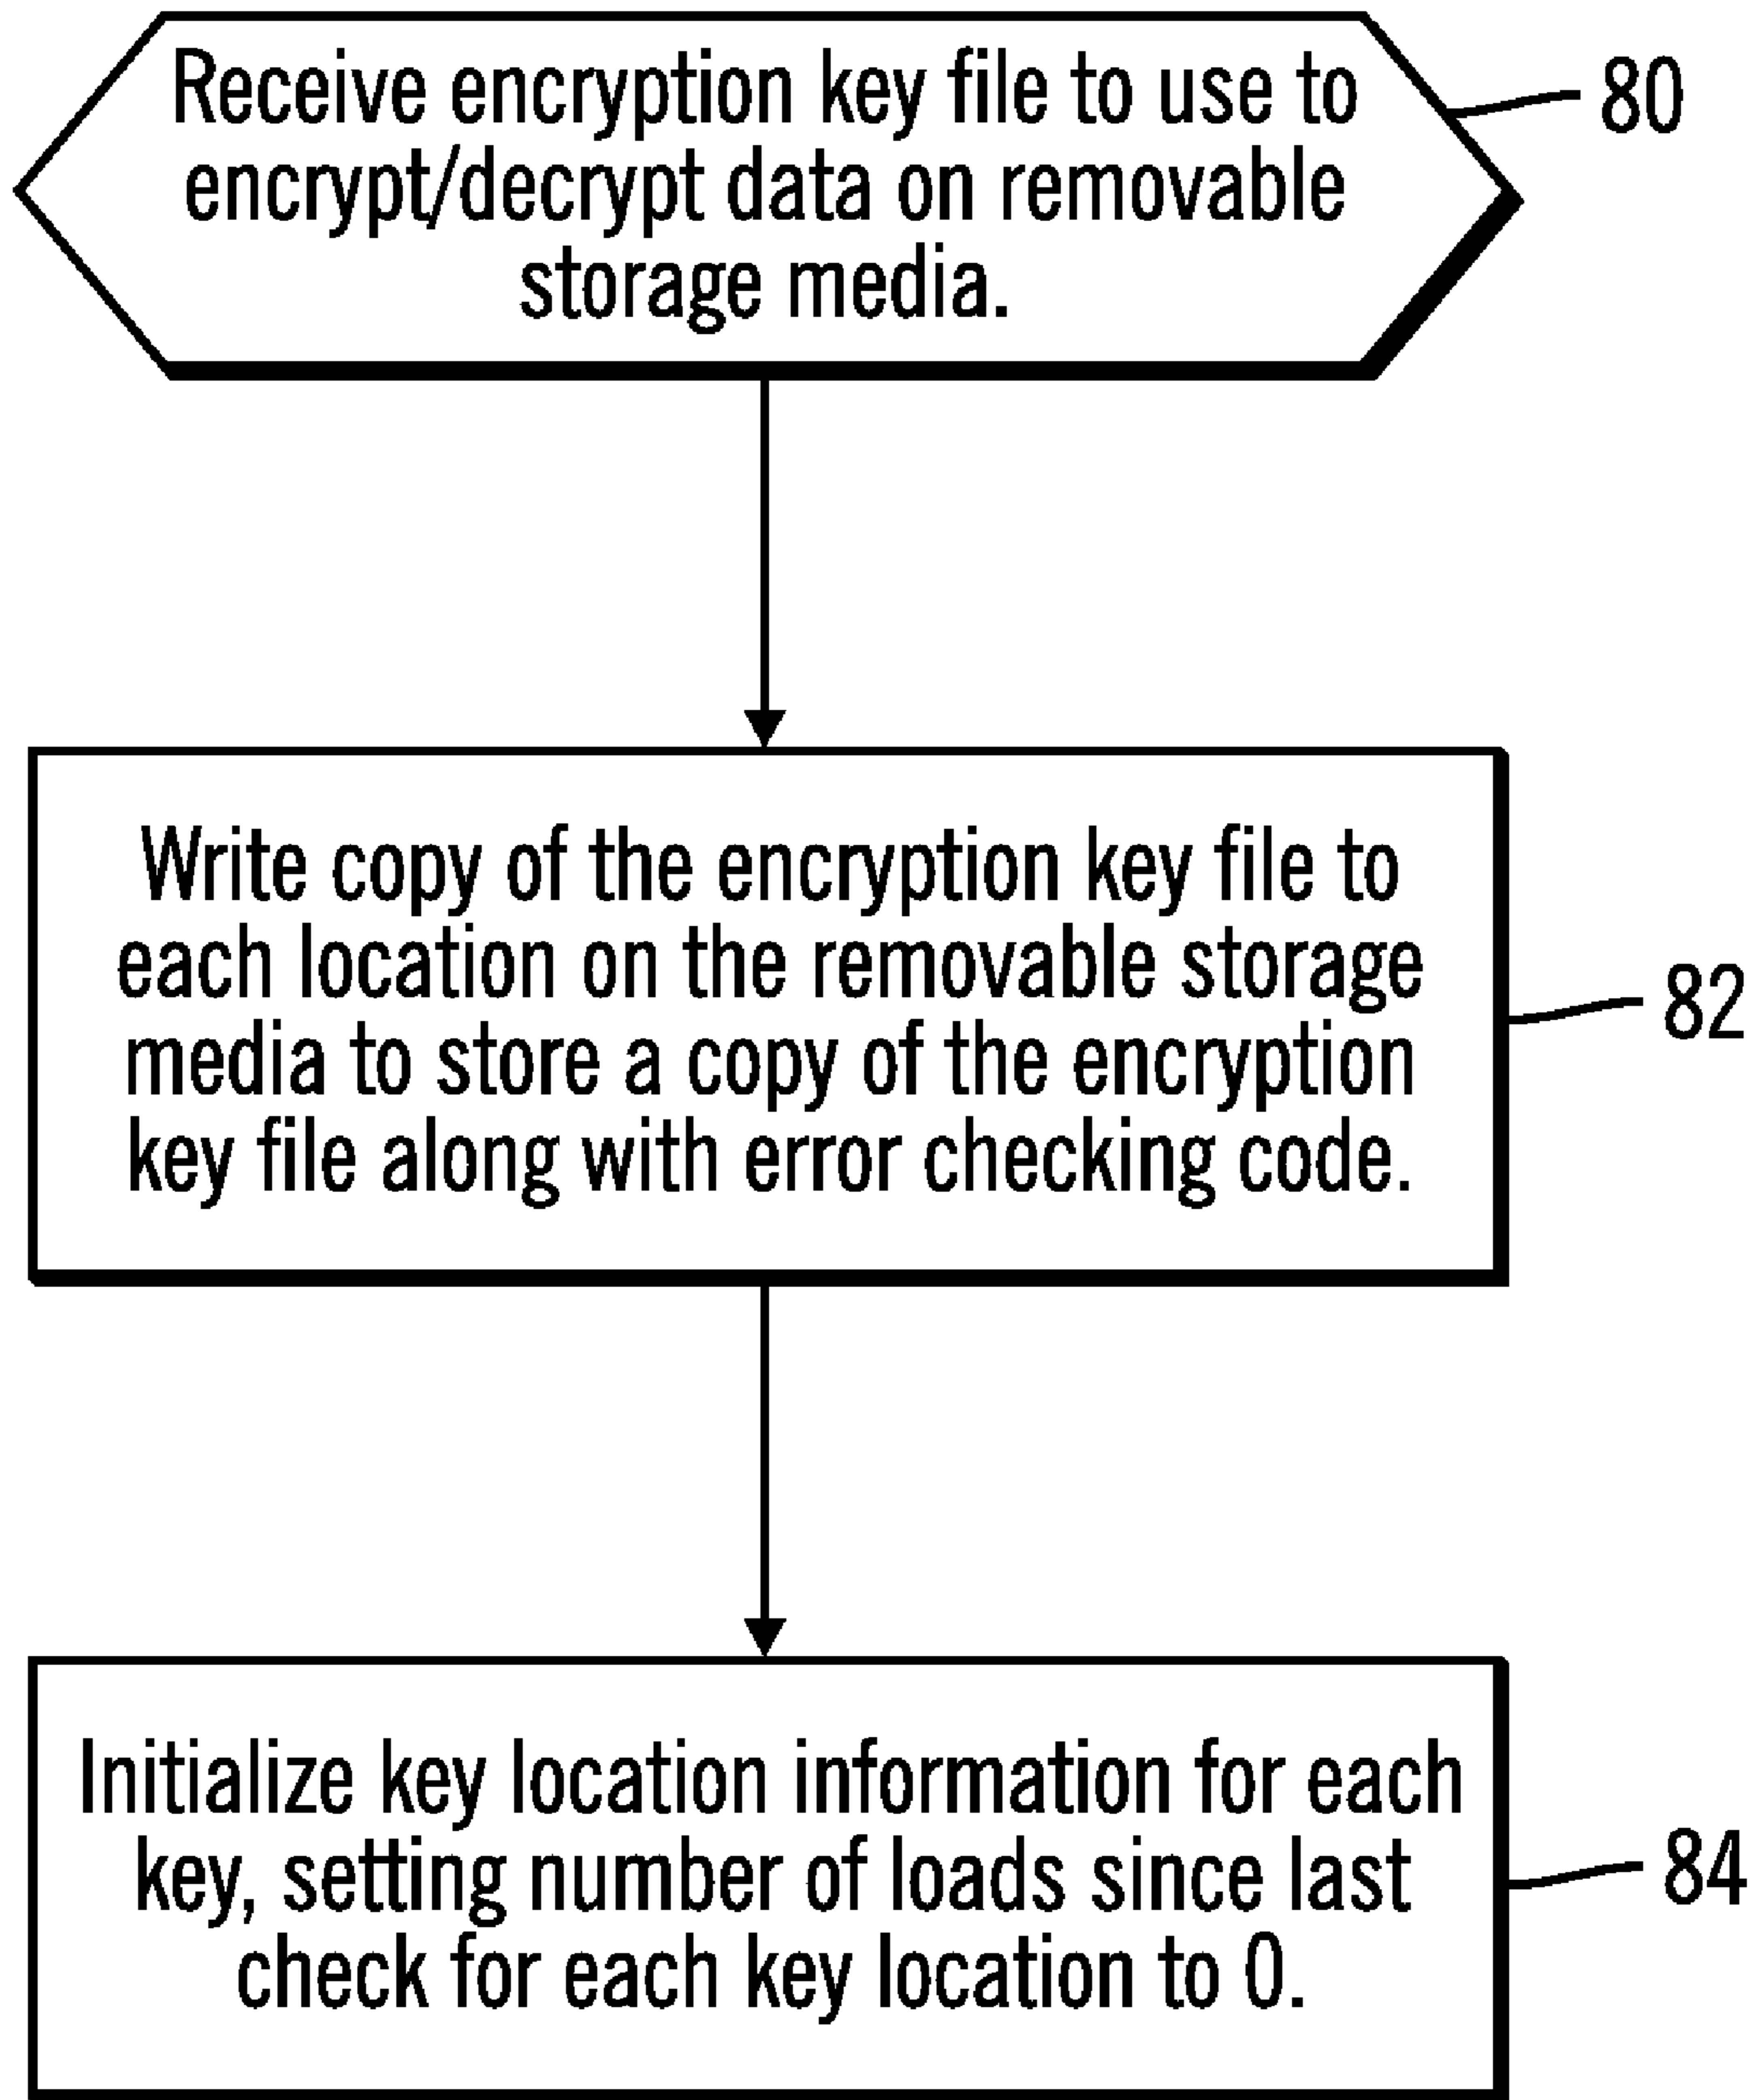 Receive encryption key file to use to
encrypt/decrypt data on removable
storage media.
80
Write copy of the encryption key file to
each location on the removable storage
media to store a copy of the encryption
key file along with error checking code.
82
Initialize key location information for each
key, setting number of loads since last
check for each key location to 0.
84